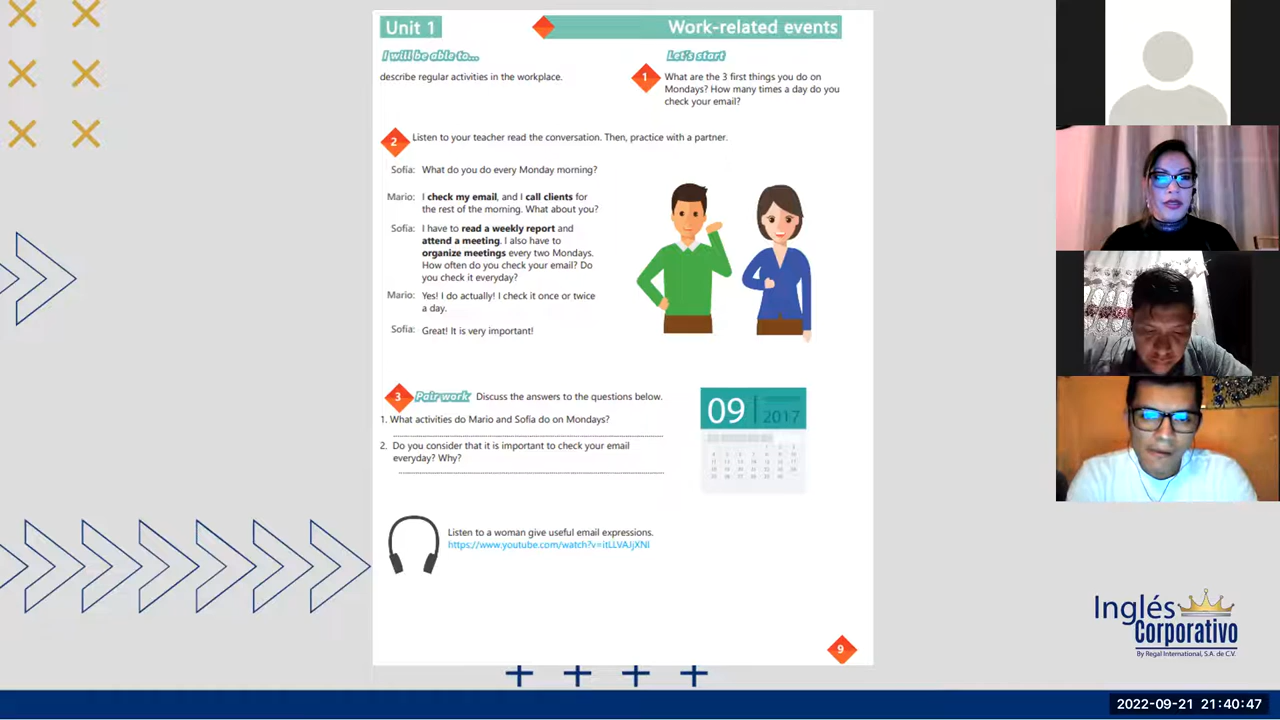 Unit 1
Work-related events
I will be able to...
describe regular activities in the workplace.
Let's start
1
What are the 3 first things you do on
Mondays? How many times a day do you
check your email?
2
Listen to your teacher read the conversation. Then, practice with a partner.
Sofía: What do you do every Monday morning?
Mario: I check my email, and I call clients for
the rest of the morning. What about you?
Sofía: I have to read a weekly report and
attend a meeting. I also have to
organize meetings every two Mondays.
How often do you check your email? Do
you check it everyday?
Mario: Yes! I do actually! I check it once or twice
a day.
Sofía: Great! It is very important!
3 Pair work Discuss the answers to the questions below.
1. What activities do Mario and Sofía do on Mondays?
2. Do you consider that it is important to check your email
everyday? Why?
09 2017
Listen to a woman give useful email expressions.
https://www.youtube.com/watch?v=itLLVAJjXNI
9
Inglés
Corporativo
By Regal International, S.A. de C.V.
2022-09-21 21:40:47